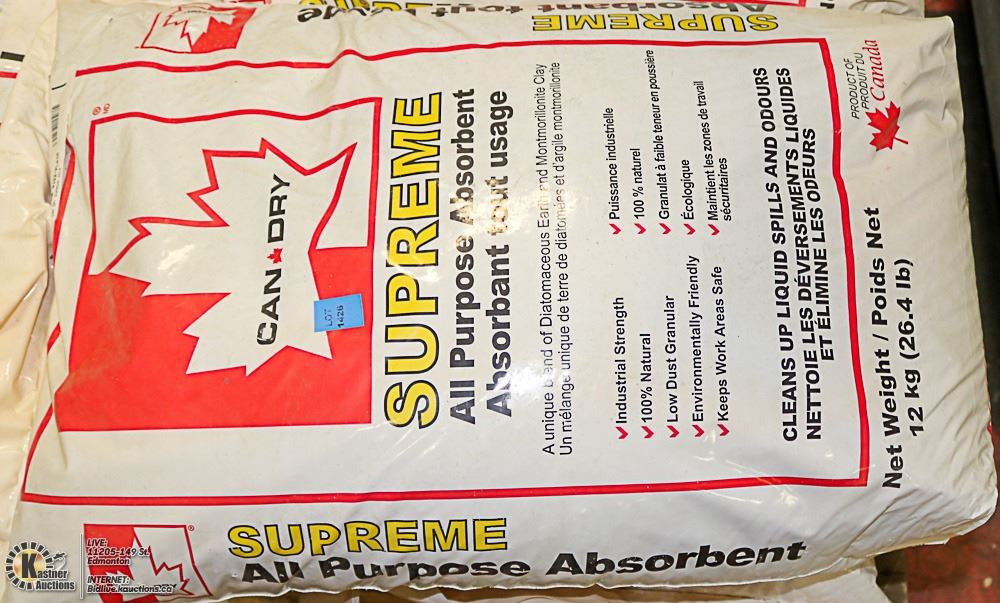 CAN DRY
® MD
LOT
1426
SUPREME
All Purpose Absorbent
Absorbant tout usage
A unique blend of Diatomaceous Earth and Montmorillonite Clay
Un mélange unique de terre de diatomées et d'argile montmorillonite
✓ Industrial Strength
✓ 100% Natural
✓ Low Dust Granular
✓ Environmentally Friendly
✓ Keeps Work Areas Safe
✓ Puissance industrielle
✓ 100 % naturel
✓ Granulat à faible teneur en poussière
✓ Écologique
✓ Maintient les zones de travail
sécuritaires
CLEANS UP LIQUID SPILLS AND ODOURS
NETTOIE LES DÉVERSEMENTS LIQUIDES
ET ÉLIMINE LES ODEURS
Net Weight / Poids Net
12 kg (26.4 lb)
PRODUCT OF
PRODUIT DU
Canada
SUPREME
Absorbant tout usage
SUPREME
All Purpose Absorbent
Kastner
Auctions
LIVE:
11205-149 St.
Edmonton
INTERNET:
Bidlive.kauctions.ca